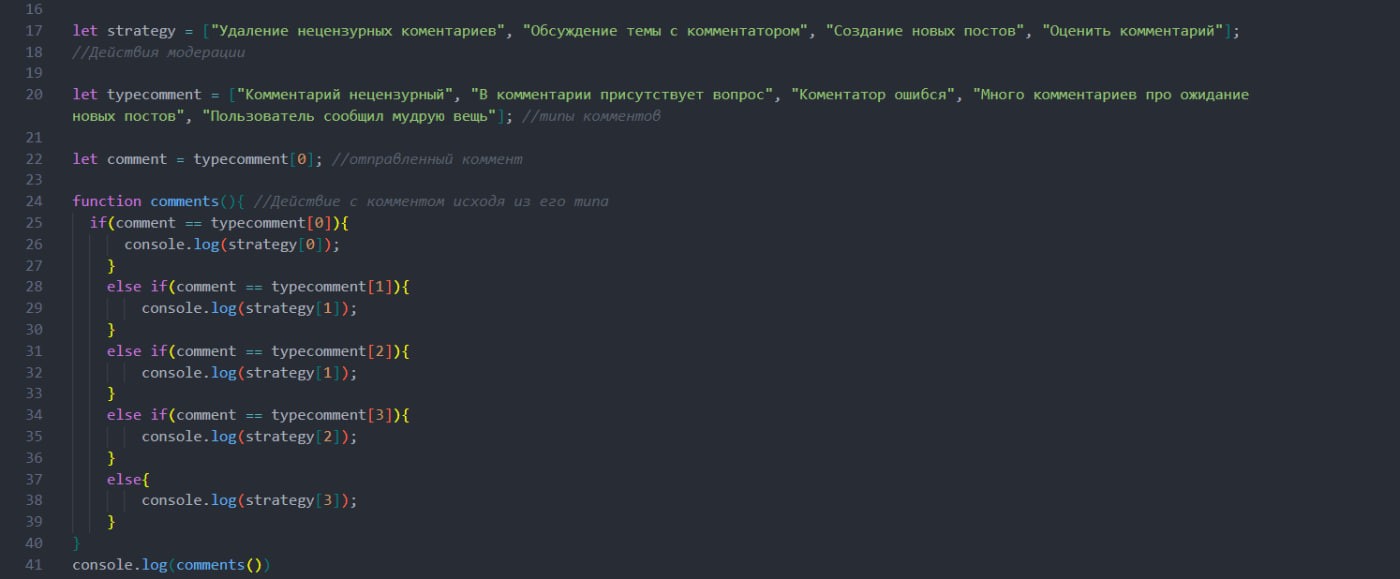 16
17 let strategy = ["Удаление нецензурных коментариев", "Обсуждение темы с комментатором", "Создание новых постов", "Оценить комментарий"];
18 //Действия модерации
19
20 let typecomment = ["Комментарий нецензурный", "В комментарии присутствует вопрос", "Коментатор ошибся", "Много комментариев про ожидание
новых постов", "Пользователь сообщил мудрую вещь"]; //типы комментов
21
22 let comment = typecomment[0]; //отправленный коммент
23
24 function comments(){ //Действие с комментом исходя из его типа
25 if(comment == typecomment[0]){
26 console.log(strategy[0]);
27 }
28 else if(comment == typecomment[1]){
29 console.log(strategy[1]);
30 }
31 else if(comment == typecomment[2]){
32 console.log(strategy[1]);
33 }
34 else if(comment == typecomment[3]){
35 console.log(strategy[2]);
36 }
37 else{
38 console.log(strategy[3]);
39 }
40 }
41 console.log(comments())